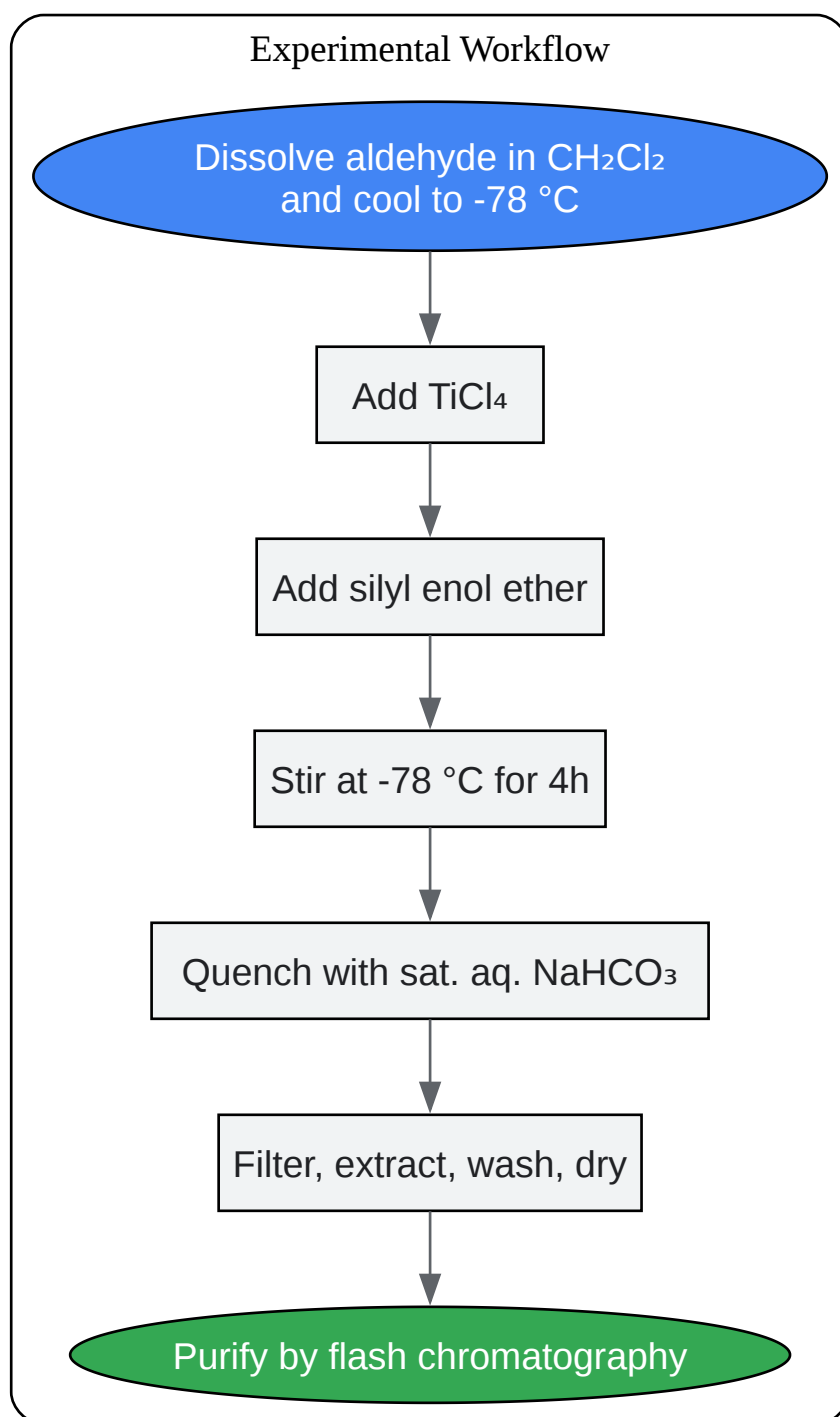 Experimental Workflow
Dissolve aldehyde in CH₂Cl₂
and cool to -78 °C
Add TiCl₄
Add silyl enol ether
Stir at -78 °C for 4h
Quench with sat. aq. NaHCO₃
Filter, extract, wash, dry
Purify by flash chromatography